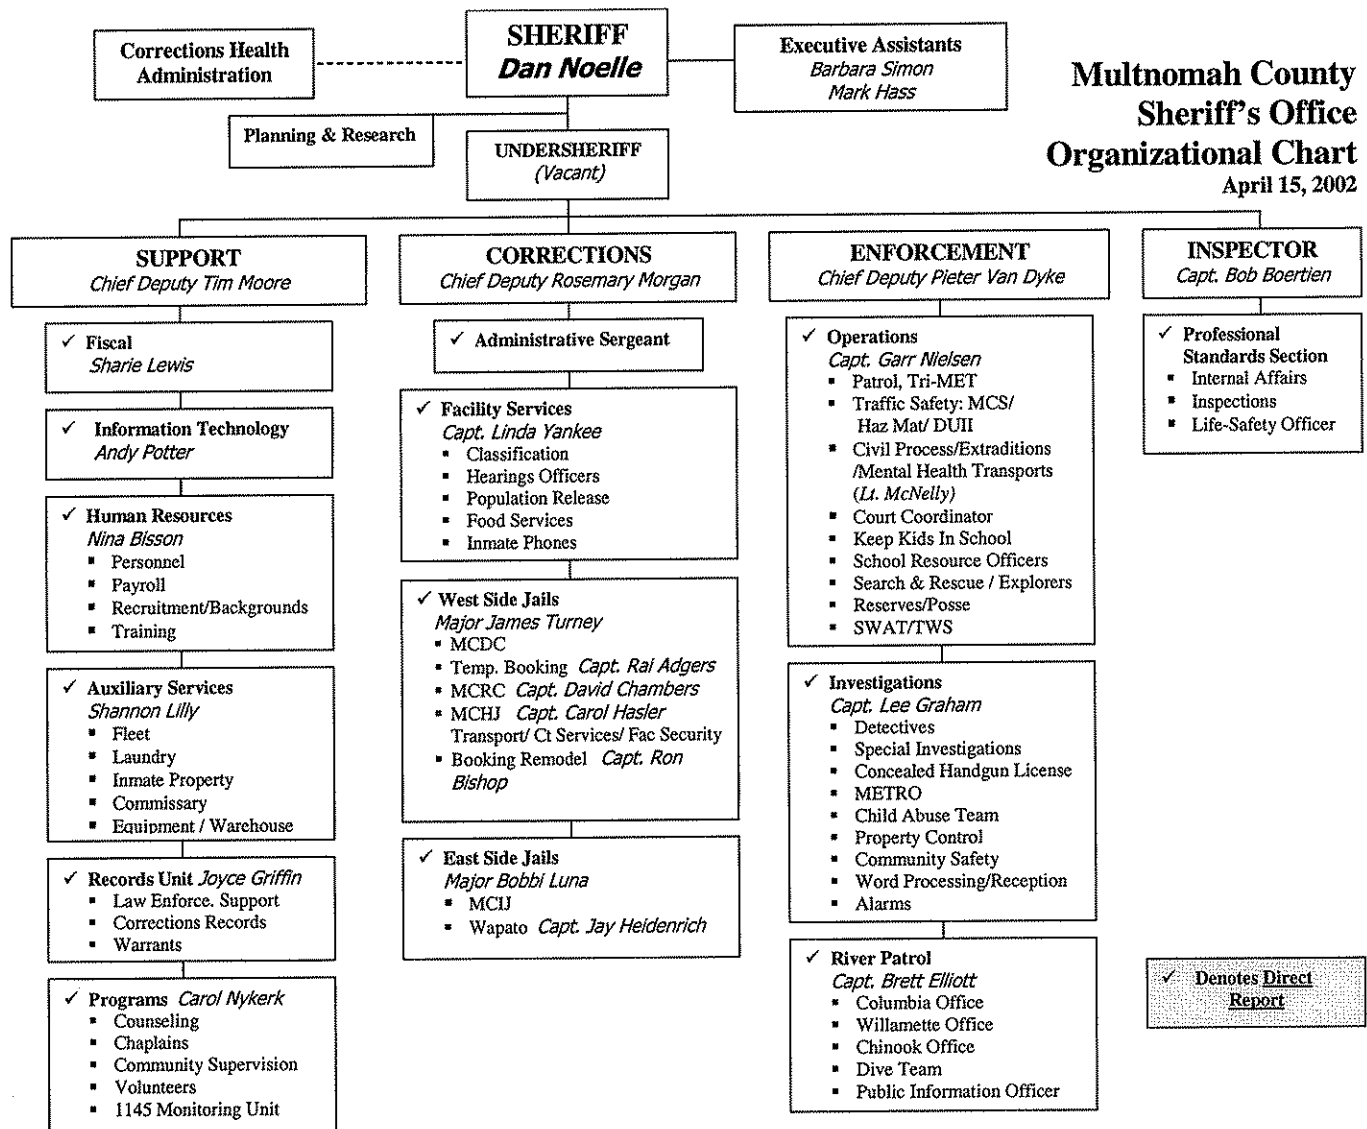 Corrections Health
Administration
SHERIFF
Dan Noelle
Executive Assistants
Barbara Simon
Mark Hass
Multnomah County
Sheriff's Office
Organizational Chart
April 15, 2002
Planning & Research
UNDERSHERIFF
(Vacant)
SUPPORT
Chief Deputy Tim Moore
✓ Fiscal
Sharie Lewis
✓ Information Technology
Andy Potter
✓ Human Resources
Nina Bisson
▪ Personnel
▪ Payroll
▪ Recruitment/Backgrounds
▪ Training
✓ Auxiliary Services
Shannon Lilly
▪ Fleet
▪ Laundry
▪ Inmate Property
▪ Commissary
▪ Equipment / Warehouse
✓ Records Unit Joyce Griffin
▪ Law Enforce. Support
▪ Corrections Records
▪ Warrants
✓ Programs Carol Nykerk
▪ Counseling
▪ Chaplains
▪ Community Supervision
▪ Volunteers
▪ 1145 Monitoring Unit
CORRECTIONS
Chief Deputy Rosemary Morgan
✓ Administrative Sergeant
✓ Facility Services
Capt. Linda Yankee
▪ Classification
▪ Hearings Officers
▪ Population Release
▪ Food Services
▪ Inmate Phones
✓ West Side Jails
Major James Turney
▪ MCDC
▪ Temp. Booking Capt. Rai Adgers
▪ MCRC Capt. David Chambers
▪ MCHJ Capt. Carol Hasler
Transport/ Ct Services/ Fac Security
▪ Booking Remodel Capt. Ron
Bishop
✓ East Side Jails
Major Bobbi Luna
▪ MCIJ
▪ Wapato Capt. Jay Heidenrich
ENFORCEMENT
Chief Deputy Pieter Van Dyke
✓ Operations
Capt. Garr Nielsen
▪ Patrol, Tri-MET
▪ Traffic Safety: MCS/
Haz Mat/ DUII
▪ Civil Process/Extraditions
/Mental Health Transports
(Lt. McNelly)
▪ Court Coordinator
▪ Keep Kids In School
▪ School Resource Officers
▪ Search & Rescue / Explorers
▪ Reserves/Posse
▪ SWAT/TWS
✓ Investigations
Capt. Lee Graham
▪ Detectives
▪ Special Investigations
▪ Concealed Handgun License
▪ METRO
▪ Child Abuse Team
▪ Property Control
▪ Community Safety
▪ Word Processing/Reception
▪ Alarms
✓ River Patrol
Capt. Brett Elliott
▪ Columbia Office
▪ Willamette Office
▪ Chinook Office
▪ Dive Team
▪ Public Information Officer
INSPECTOR
Capt. Bob Boertien
✓ Professional
Standards Section
▪ Internal Affairs
▪ Inspections
▪ Life-Safety Officer
✓ Denotes Direct
Report